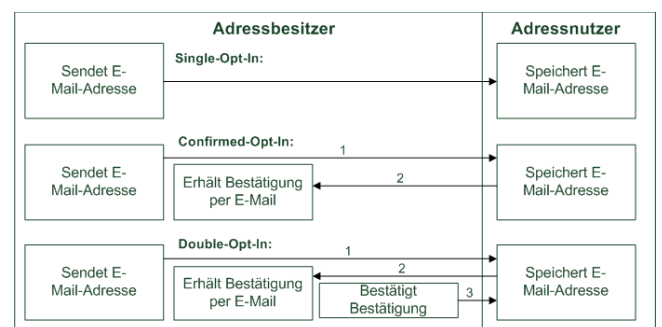 Adressbesitzer
Adressnutzer
Single-Opt-In:
Sendet E-
Mail-Adresse
Speichert E-
Mail-Adresse
Confirmed-Opt-In:
1
Sendet E-
Mail-Adresse
Erhält Bestätigung
per E-Mail
2
Speichert E-
Mail-Adresse
Double-Opt-In:
1
Sendet E-
Mail-Adresse
2
Erhält Bestätigung
per E-Mail
Bestätigt
Bestätigung
3
Speichert E-
Mail-Adresse